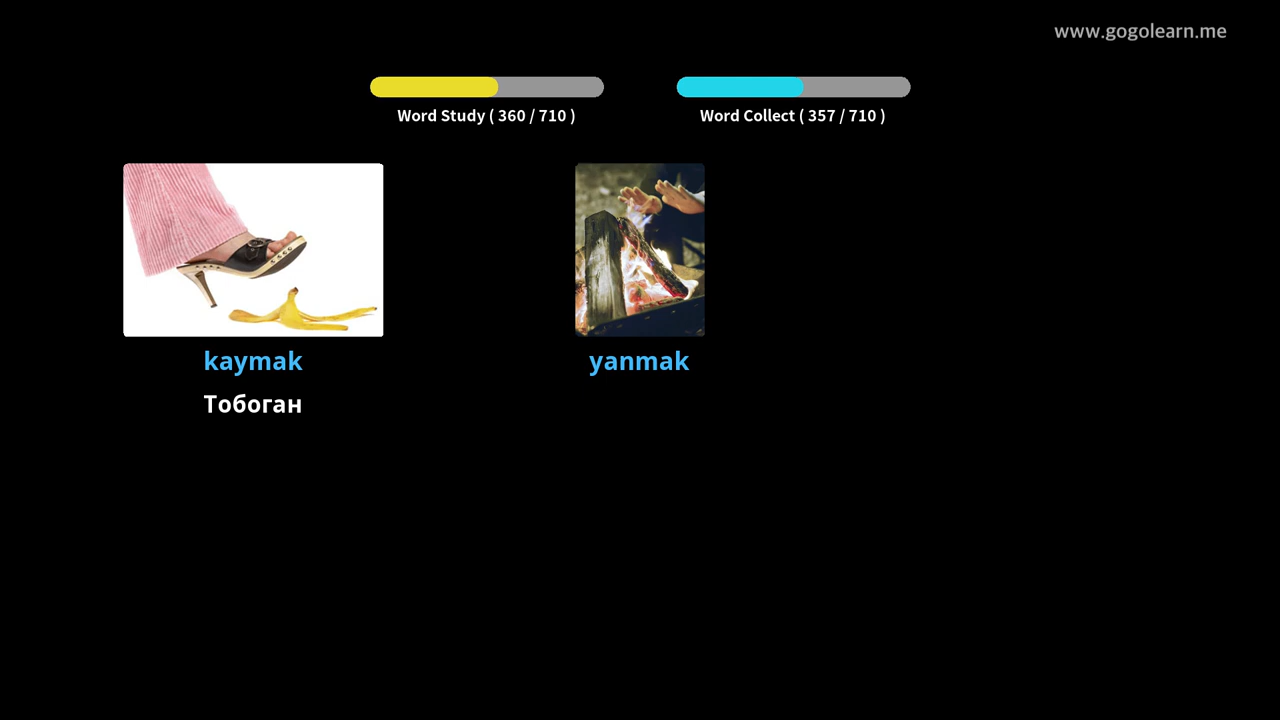 www.gogolearn.me
Word Study ( 360 / 710 )
Word Collect ( 357 / 710 )
kaymak
yanmak
Тобоган